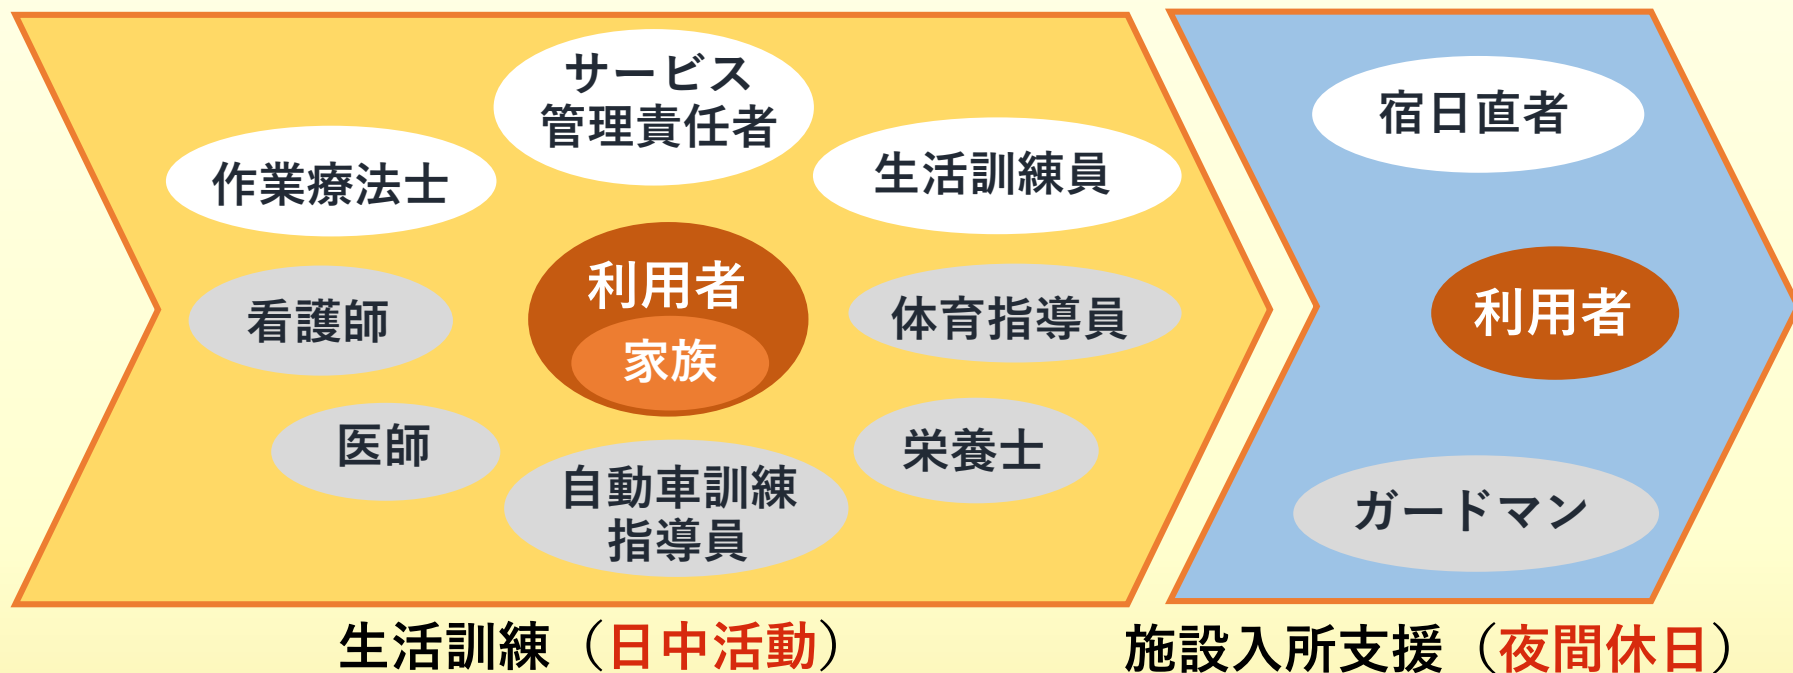 サービス
管理責任者
作業療法士
生活訓練員
利用者
家族
看護師
体育指導員
医師
栄養士
自動車訓練
指導員
生活訓練（日中活動）
宿日直者
利用者
ガードマン
施設入所支援（夜間休日）